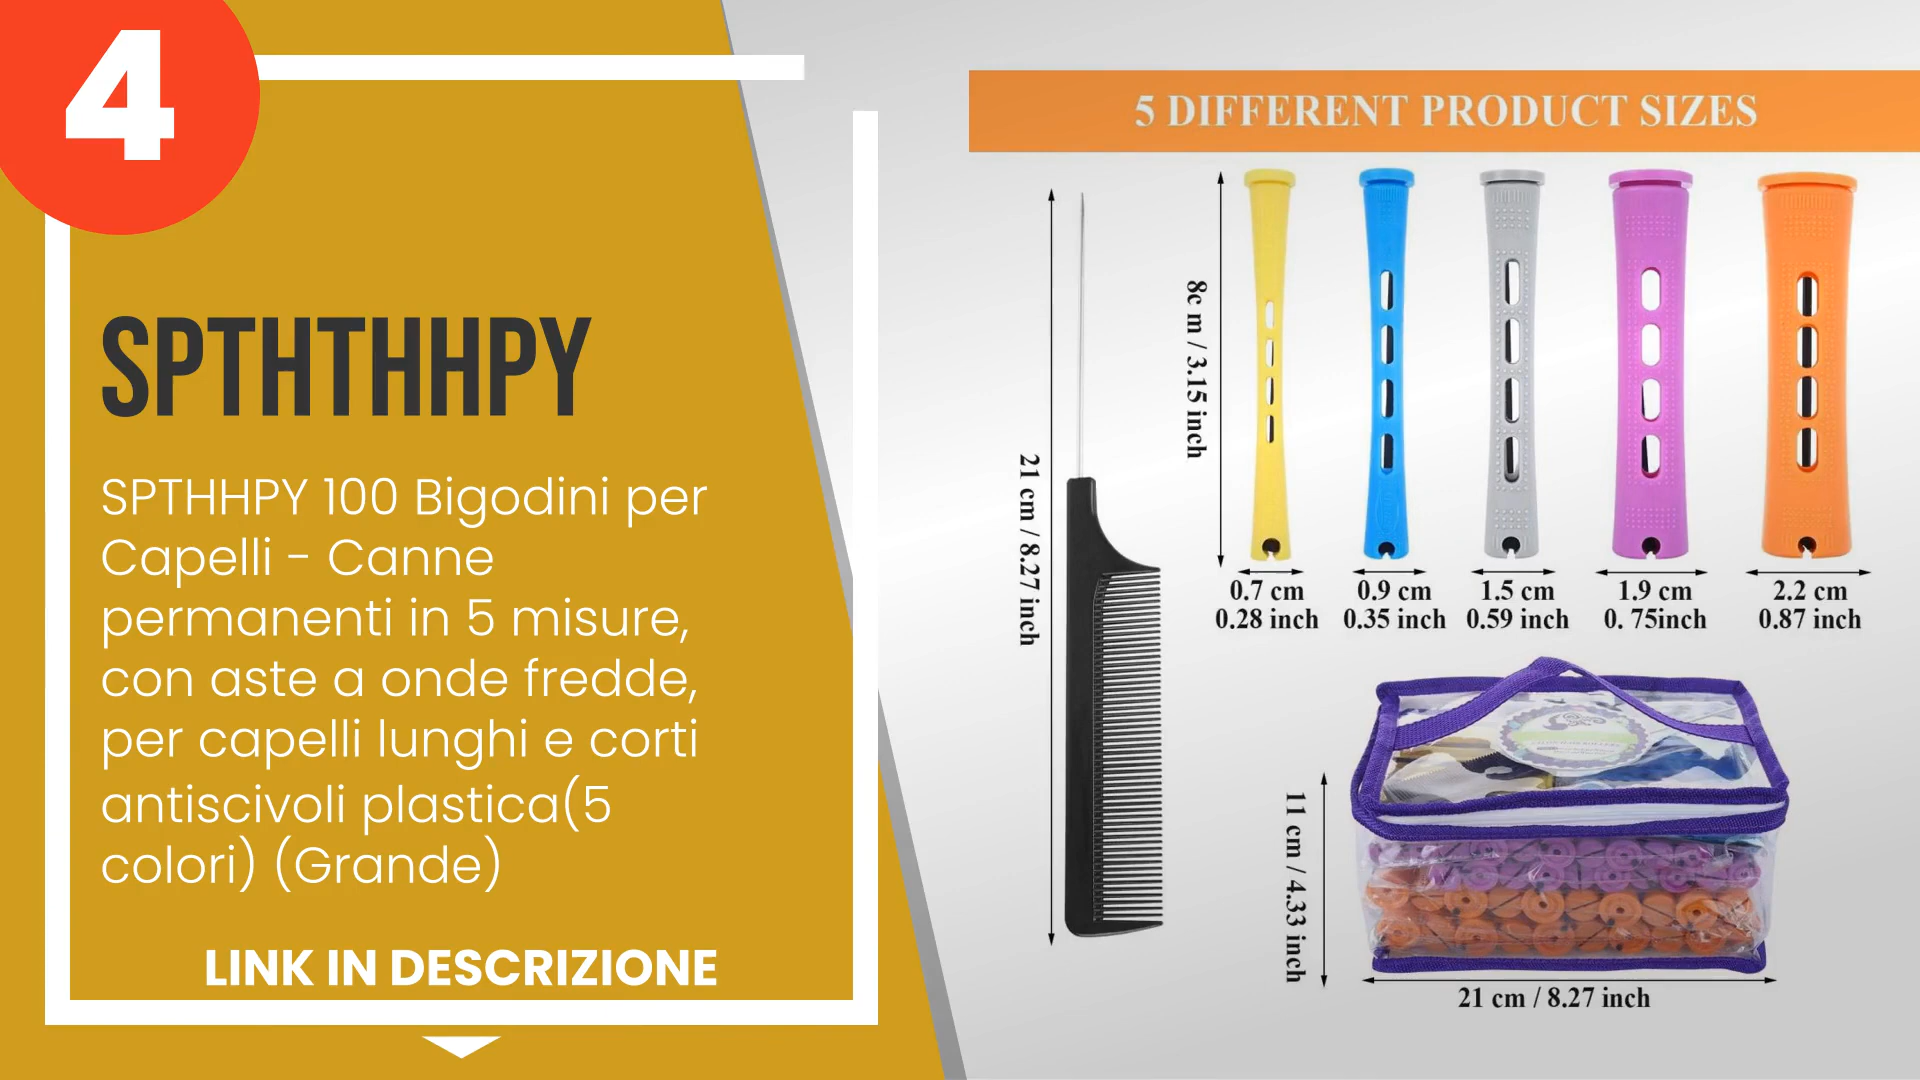 4
SPTHTHHPY
SPTHHPY 100 Bigodini per
Capelli - Canne
permanenti in 5 misure,
con aste a onde fredde,
per capelli lunghi e corti
antiscivoli plastica(5
colori) (Grande)
LINK IN DESCRIZIONE
5 DIFFERENT PRODUCT SIZES
21 cm / 8.27 inch
8c m / 3.15 inch
0.7 cm
0.28 inch
0.9 cm
0.35 inch
1.5 cm
0.59 inch
1.9 cm
0. 75inch
2.2 cm
0.87 inch
11 cm / 4.33 inch
21 cm / 8.27 inch